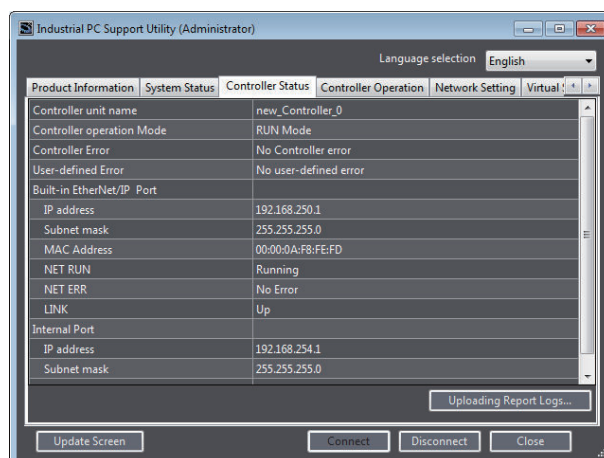 Industrial PC Support Utility (Administrator)
Language selection English
Product Information System Status Controller Status Controller Operation Network Setting Virtual
Controller unit name new_Controller_0
Controller operation Mode RUN Mode
Controller Error No Controller error
User-defined Error No user-defined error
Built-in EtherNet/IP Port
IP address 192.168.250.1
Subnet mask 255.255.255.0
MAC Address 00:00:0A:F8:FE:FD
NET RUN Running
NET ERR No Error
LINK Up
Internal Port
IP address 192.168.254.1
Subnet mask 255.255.255.0
Uploading Report Logs...
Update Screen Connect Disconnect Close